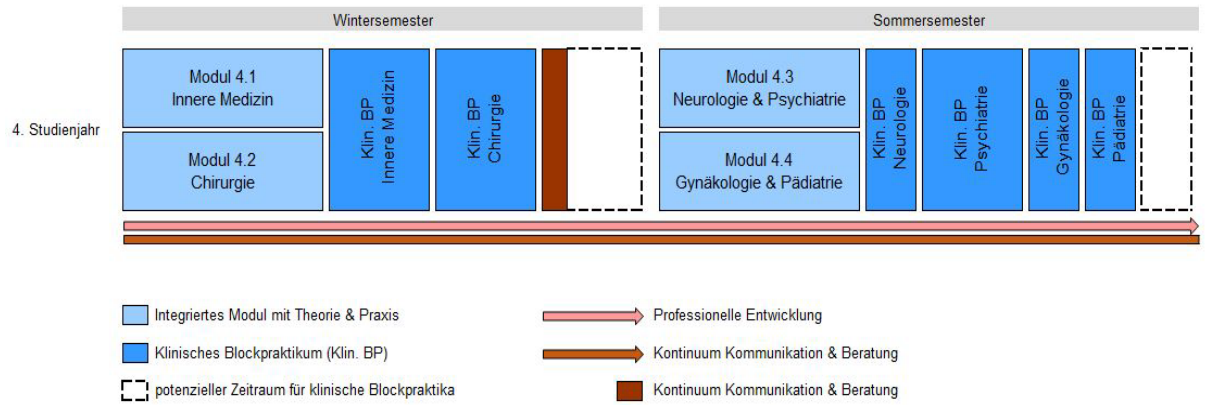 Wintersemester
Sommersemester
4. Studienjahr
Modul 4.1
Innere Medizin
Modul 4.2
Chirurgie
Klin. BP
Innere Medizin
Klin. BP
Chirurgie
Modul 4.3
Neurologie & Psychiatrie
Modul 4.4
Gynäkologie & Pädiatrie
Klin. BP
Neurologie
Klin. BP
Psychiatrie
Klin. BP
Gynäkologie
Klin. BP
Pädiatrie
Integriertes Modul mit Theorie & Praxis
Professionelle Entwicklung
Klinisches Blockpraktikum (Klin. BP)
Kontinuum Kommunikation & Beratung
potenzieller Zeitraum für klinische Blockpraktika
Kontinuum Kommunikation & Beratung